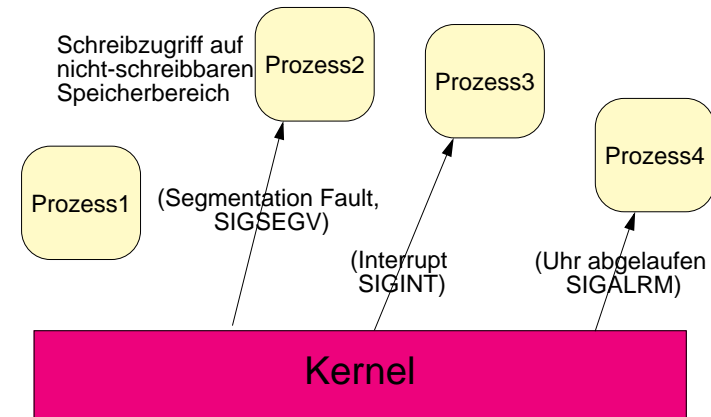 Schreibzugriff auf
nicht-schreibbaren
Speicherbereich
Prozess2
Prozess3
Prozess4
Prozess1
(Segmentation Fault,
SIGSEGV)
(Interrupt
SIGINT)
(Uhr abgelaufen
SIGALRM)
Kernel